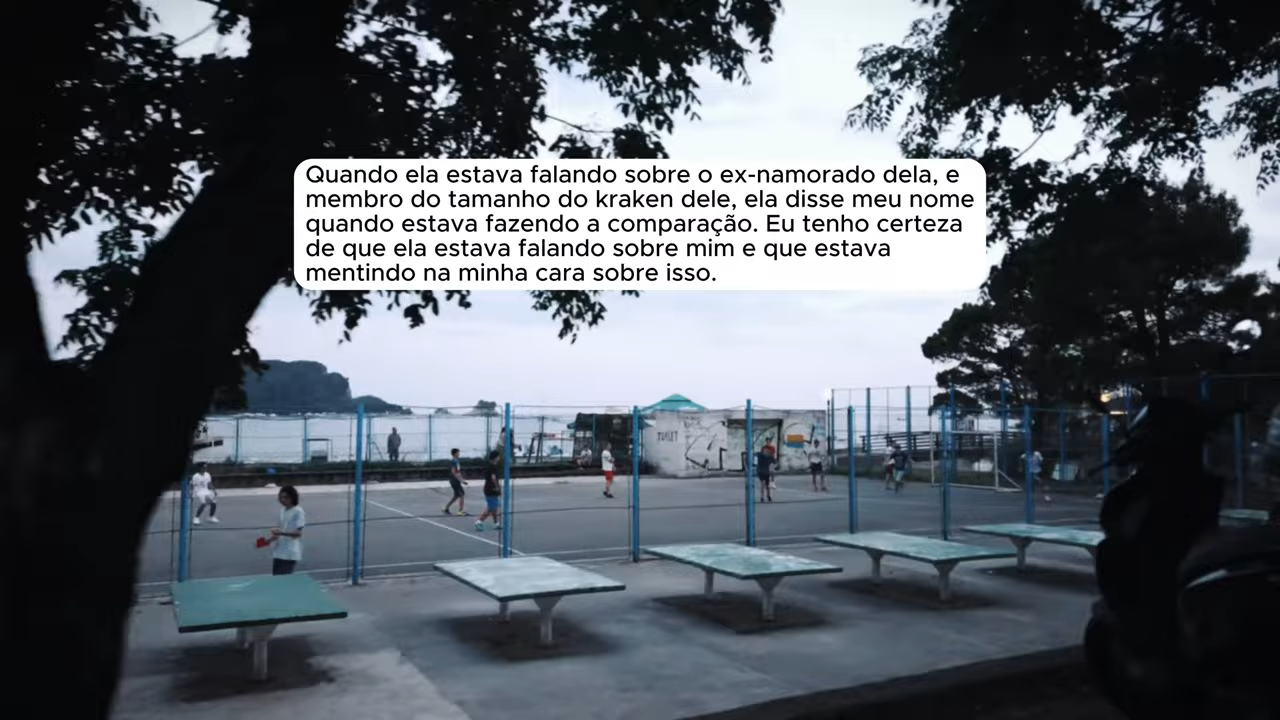 Quando ela estava falando sobre o ex-namorado dela, e
membro do tamanho do kraken dele, ela disse meu nome
quando estava fazendo a comparação. Eu tenho certeza
de que ela estava falando sobre mim e que estava
mentindo na minha cara sobre isso.
TOILET